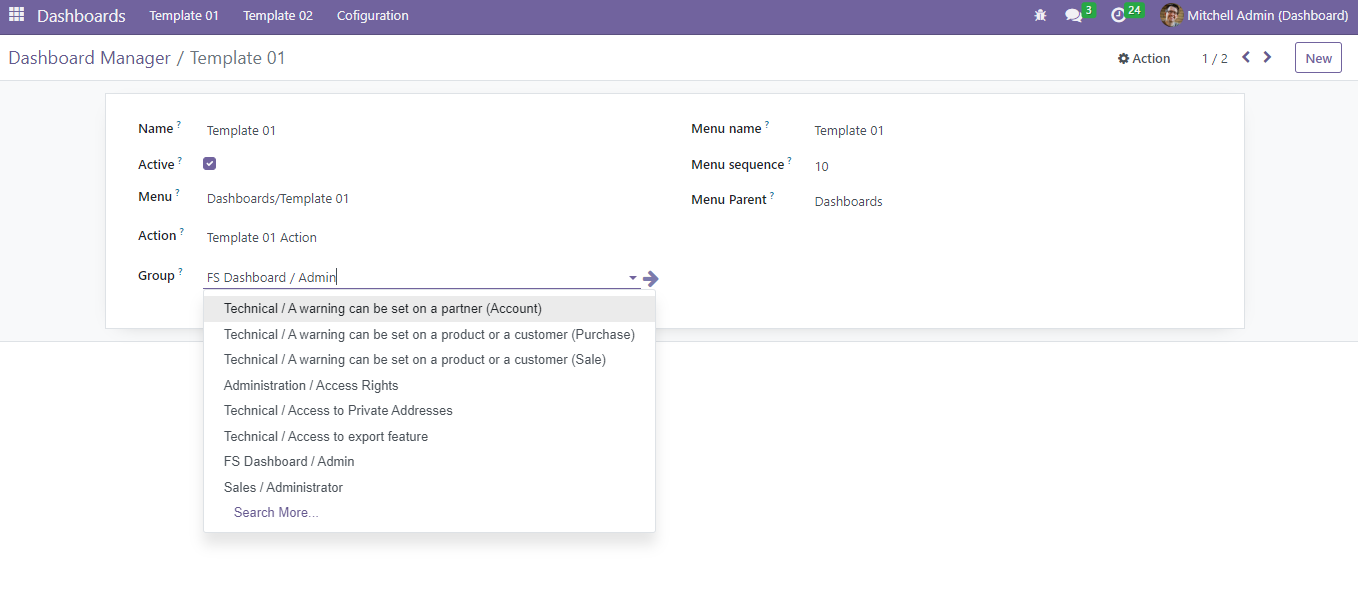 Dashboards Template 01 Template 02 Cofiguration 3 24 Mitchell Admin (Dashboard)
Dashboard Manager / Template 01 Action 1 / 2 New
Name ? Template 01 Menu name ? Template 01
Active ? Menu sequence ? 10
Menu ? Dashboards/Template 01 Menu Parent ? Dashboards
Action ? Template 01 Action
Group ? FS Dashboard / Admin
Technical / A warning can be set on a partner (Account)
Technical / A warning can be set on a product or a customer (Purchase)
Technical / A warning can be set on a product or a customer (Sale)
Administration / Access Rights
Technical / Access to Private Addresses
Technical / Access to export feature
FS Dashboard / Admin
Sales / Administrator
Search More...